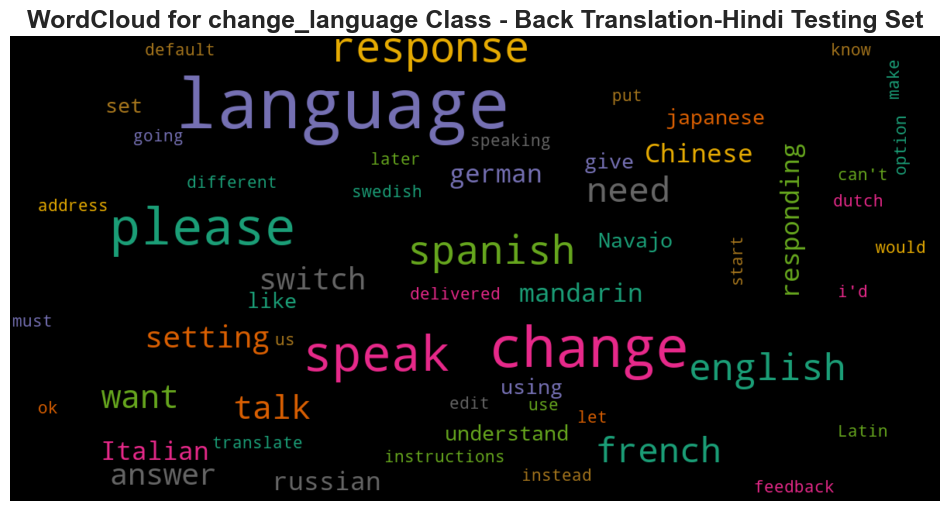 WordCloud for change_language Class - Back Translation-Hindi Testing Set
default
response
know
language
make
set
put
japanese
going
speaking
option
later
give
Chinese
responding
can't
different
german
swedish
need
address
dutch
please
Navajo
spanish
start
would
switch
delivered
mandarin
i'd
like
must
setting
us
speak
change
english
want
using
ok
talk
edit
use
let
Latin
Italian
translate
understand
french
instructions
answer
russian
instead
feedback